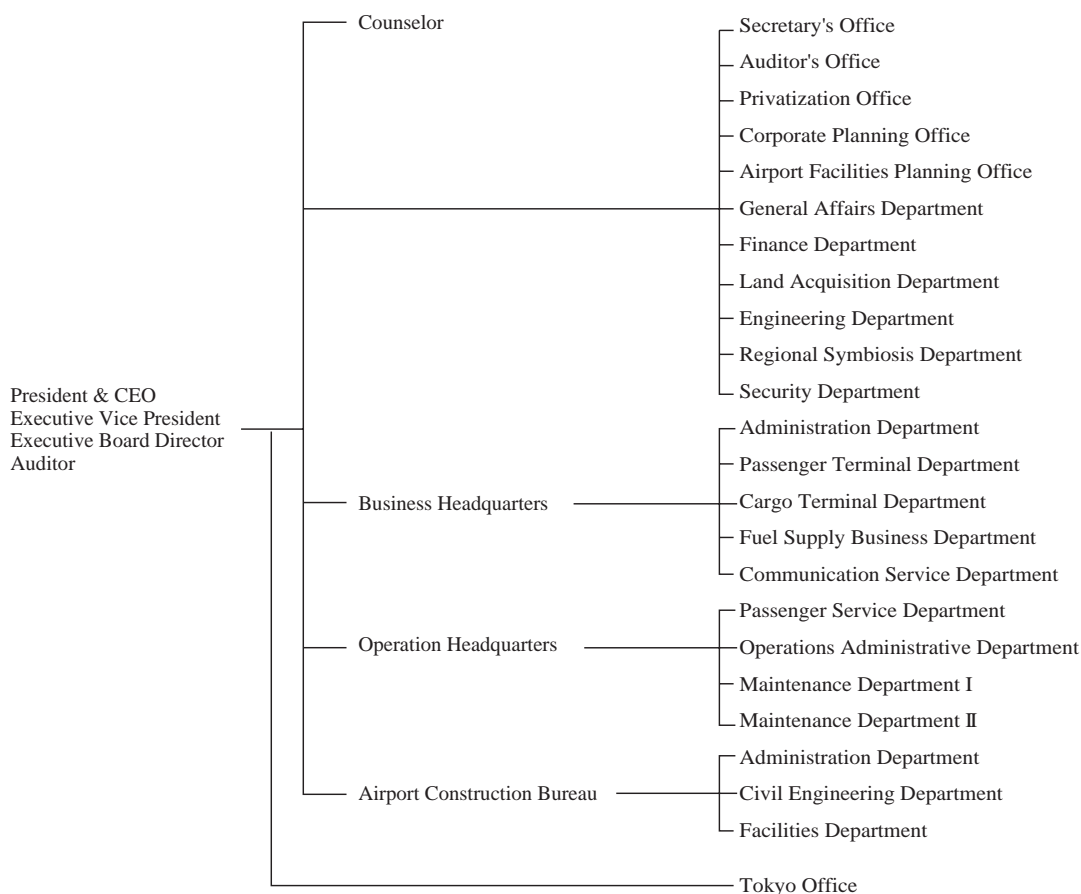 Counselor
Secretary's Office
Auditor's Office
Privatization Office
Corporate Planning Office
Airport Facilities Planning Office
General Affairs Department
Finance Department
Land Acquisition Department
Engineering Department
Regional Symbiosis Department
Security Department
President & CEO
Executive Vice President
Executive Board Director
Auditor
Business Headquarters
Administration Department
Passenger Terminal Department
Cargo Terminal Department
Fuel Supply Business Department
Communication Service Department
Operation Headquarters
Passenger Service Department
Operations Administrative Department
Maintenance Department I
Maintenance Department Ⅱ
Airport Construction Bureau
Administration Department
Civil Engineering Department
Facilities Department
Tokyo Office